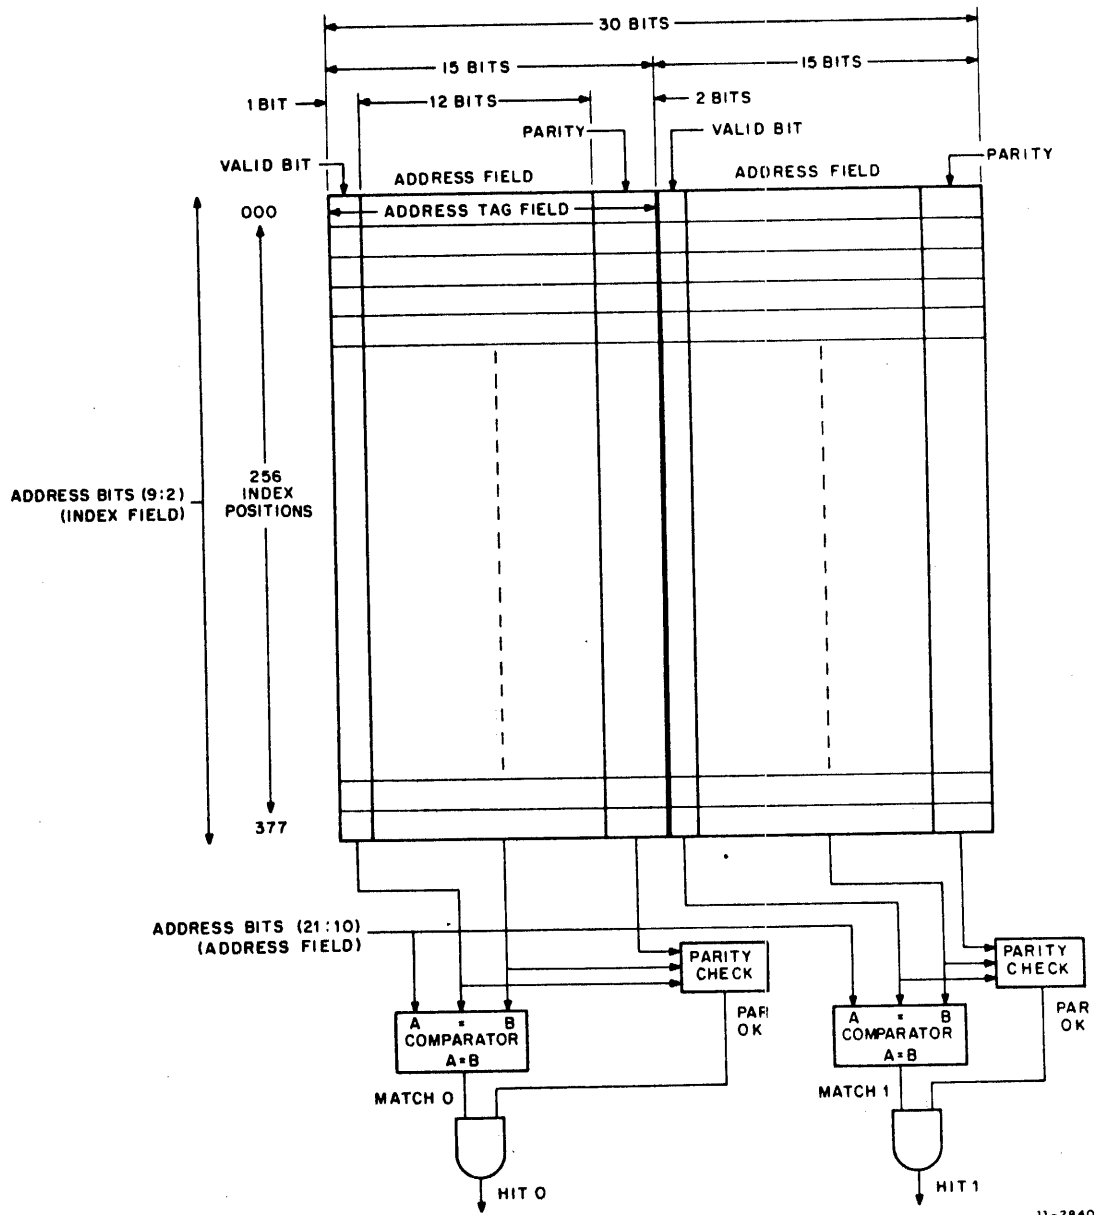 30 BITS
15 BITS 15 BITS
1 BIT 12 BITS 2 BITS
PARITY VALID BIT
VALID BIT ADDRESS FIELD ADDRESS FIELD PARITY
000 ADDRESS TAG FIELD
ADDRESS BITS (9:2)
(INDEX FIELD)
256
INDEX
POSITIONS
377
ADDRESS BITS (21:10)
(ADDRESS FIELD)
PARITY
CHECK
PARITY
CHECK
A = B
COMPARATOR
A=B
PAR
OK
A = B
COMPARATOR
A=B
PAR
OK
MATCH 0
MATCH 1
HIT 0
HIT 1
11-2840